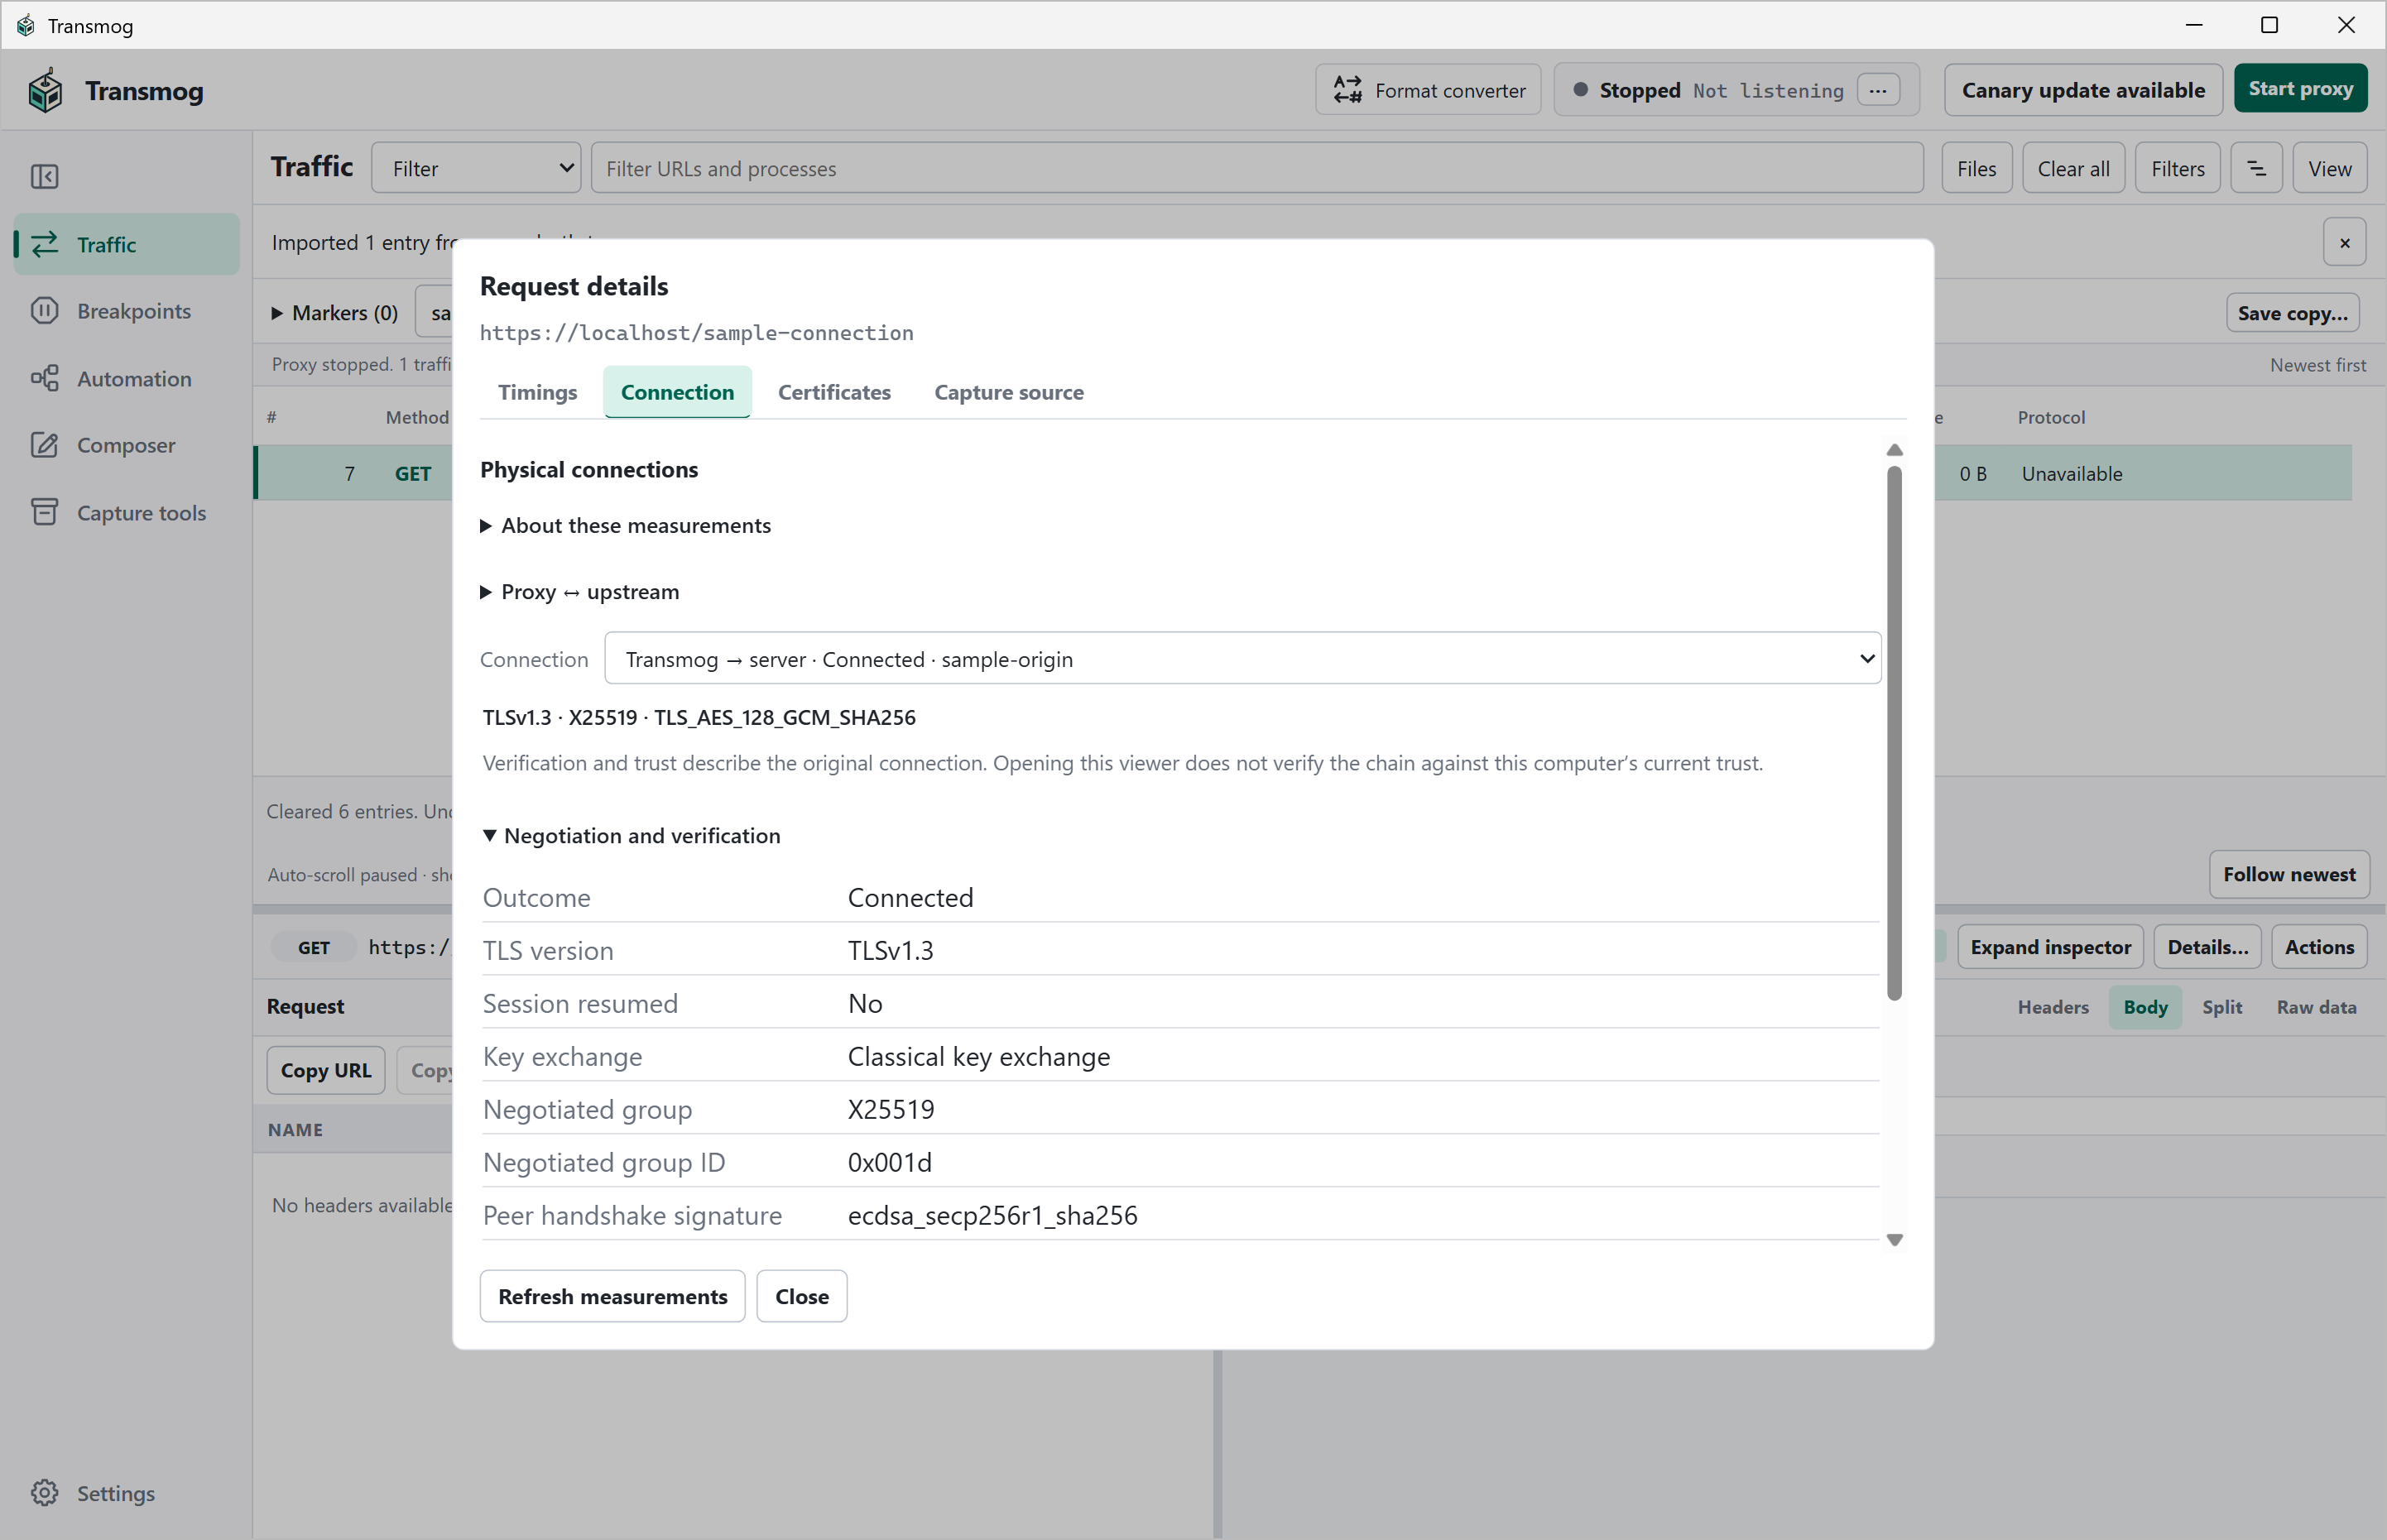 Transmog
Transmog
Format converter
Stopped Not listening ...
Canary update available
Start proxy
Traffic
Filter
Filter URLs and processes
Files
Clear all
Filters
View
Traffic
Breakpoints
Automation
Composer
Capture tools
Settings
Imported 1 entry
×
▶ Markers (0)
Save copy...
Proxy stopped. 1
Newest first
#
Method
Protocol
7
GET
0 B
Unavailable
Cleared 6 entries.
Auto-scroll paused ·
Follow newest
GET
https:/
Expand inspector
Details...
Actions
Request
Headers
Body
Split
Raw data
Copy URL
Copy
NAME
No headers available
Request details
https://localhost/sample-connection
Timings
Connection
Certificates
Capture source
Physical connections
▶ About these measurements
▶ Proxy ↔ upstream
Connection
Transmog → server · Connected · sample-origin
TLSv1.3 · X25519 · TLS_AES_128_GCM_SHA256
Verification and trust describe the original connection. Opening this viewer does not verify the chain against this computer’s current trust.
▼ Negotiation and verification
Outcome Connected
TLS version TLSv1.3
Session resumed No
Key exchange Classical key exchange
Negotiated group X25519
Negotiated group ID 0x001d
Peer handshake signature ecdsa_secp256r1_sha256
Refresh measurements
Close